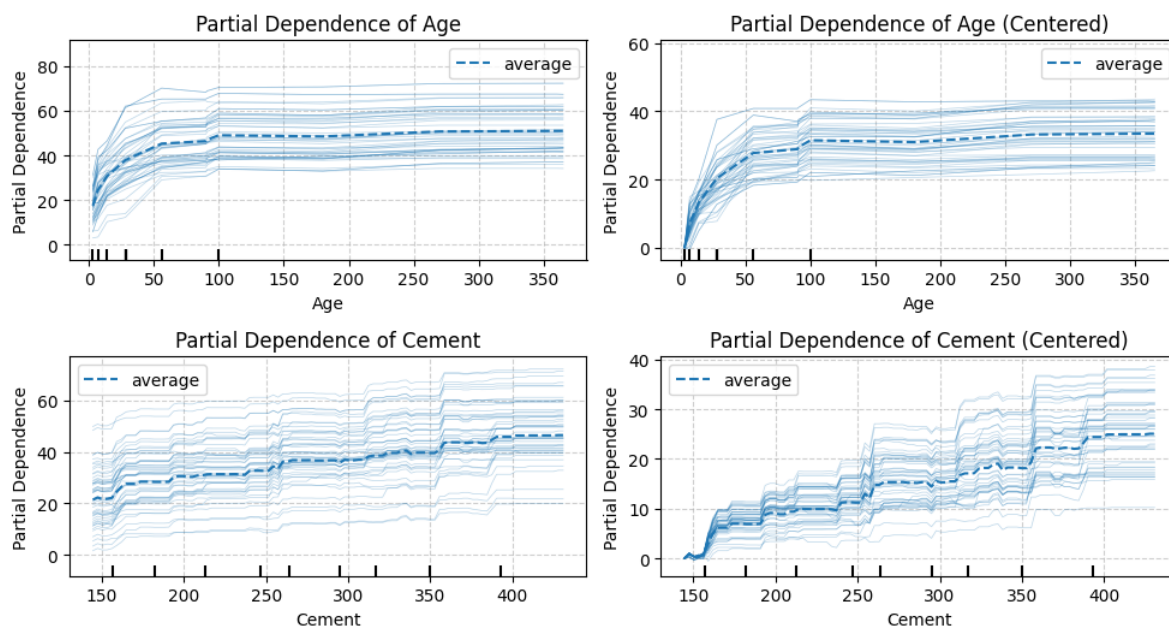 Partial Dependence of Age
Partial Dependence
80
60
40
20
0
average
0 50 100 150 200 250 300 350
Age
Partial Dependence of Age (Centered)
Partial Dependence
60
40
20
0
average
0 50 100 150 200 250 300 350
Age
Partial Dependence of Cement
Partial Dependence
60
40
20
0
average
150 200 250 300 350 400
Cement
Partial Dependence of Cement (Centered)
Partial Dependence
40
30
20
10
0
average
150 200 250 300 350 400
Cement